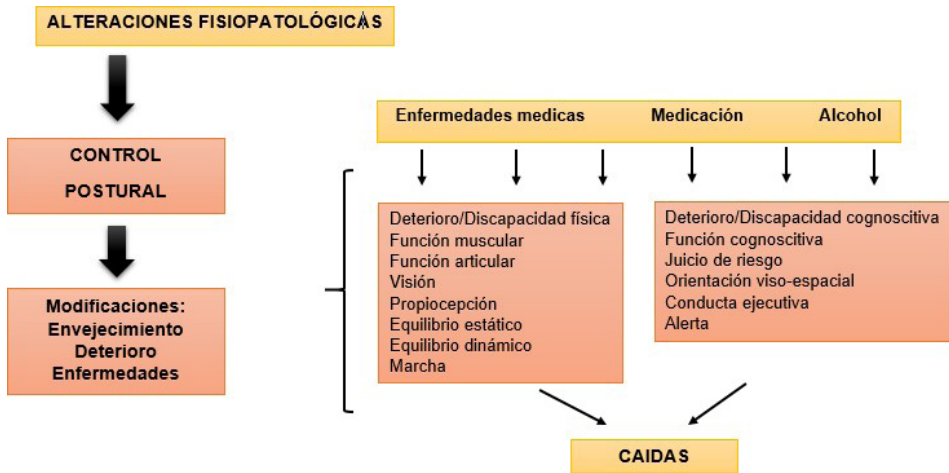 ALTERACIONES FISIOPATOLÓGICAS
CONTROL
POSTURAL
Modificaciones:
Envejecimiento
Deterioro
Enfermedades
Enfermedades medicas Medicación Alcohol
Deterioro/Discapacidad física
Función muscular
Función articular
Visión
Propiocepción
Equilibrio estático
Equilibrio dinámico
Marcha
Deterioro/Discapacidad cognoscitiva
Función cognoscitiva
Juicio de riesgo
Orientación viso-espacial
Conducta ejecutiva
Alerta
CAIDAS